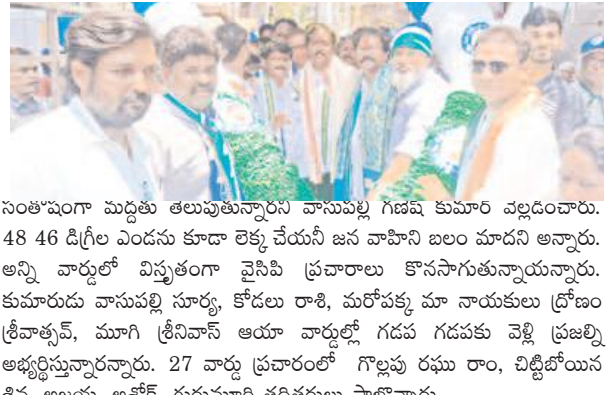 సంతోషంగా మద్దతు తెలుపుతున్నారని వాసుపల్లి గణేష్ కుమార్ వెల్లడించారు.
48 46 డిగ్రీల ఎండను కూడా లెక్క చేయనీ జన వాహిని బలం మాదని అన్నారు.
అన్ని వార్డులో విస్తృతంగా వైసిపి ప్రచారాలు కొనసాగుతున్నాయన్నారు.
కుమారుడు వాసుపల్లి సూర్య, కోడలు రాశి, మరోపక్క మా నాయకులు ద్రోణం
శ్రీవాత్సవ్, మూగి శ్రీనివాస్ ఆయా వార్డుల్లో గడప గడపకు వెళ్లి ప్రజల్ని
అభ్యర్థిస్తున్నారన్నారు. 27 వార్డు ప్రచారంలో గొల్లపు రఘు రాం, చిట్టిబోయిన